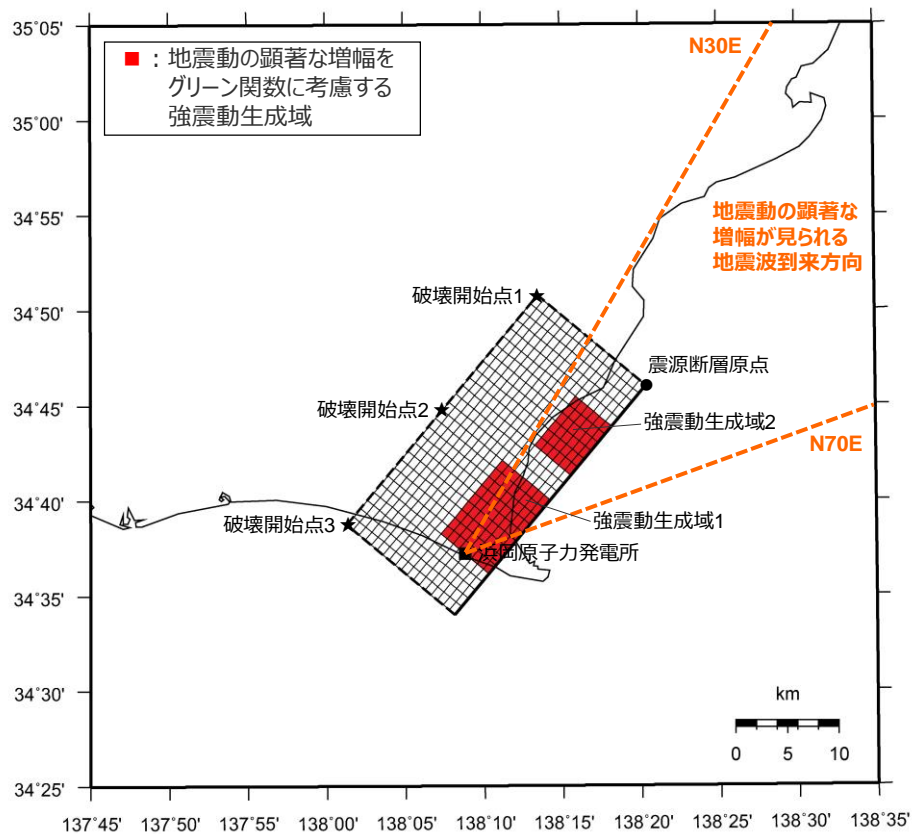 ■：地震動の顕著な増幅を
グリーン関数に考慮する
強震動生成域
N30E
地震動の顕著な
増幅が見られる
地震波到来方向
破壊開始点1
震源断層原点
破壊開始点2
強震動生成域2
N70E
破壊開始点3
強震動生成域1
浜岡原子力発電所
km
0 5 10
35˚05'
35˚00'
34˚55'
34˚50'
34˚45'
34˚40'
34˚35'
34˚30'
34˚25'
137˚45' 137˚50' 137˚55' 138˚00' 138˚05' 138˚10' 138˚15' 138˚20' 138˚25' 138˚30' 138˚35'